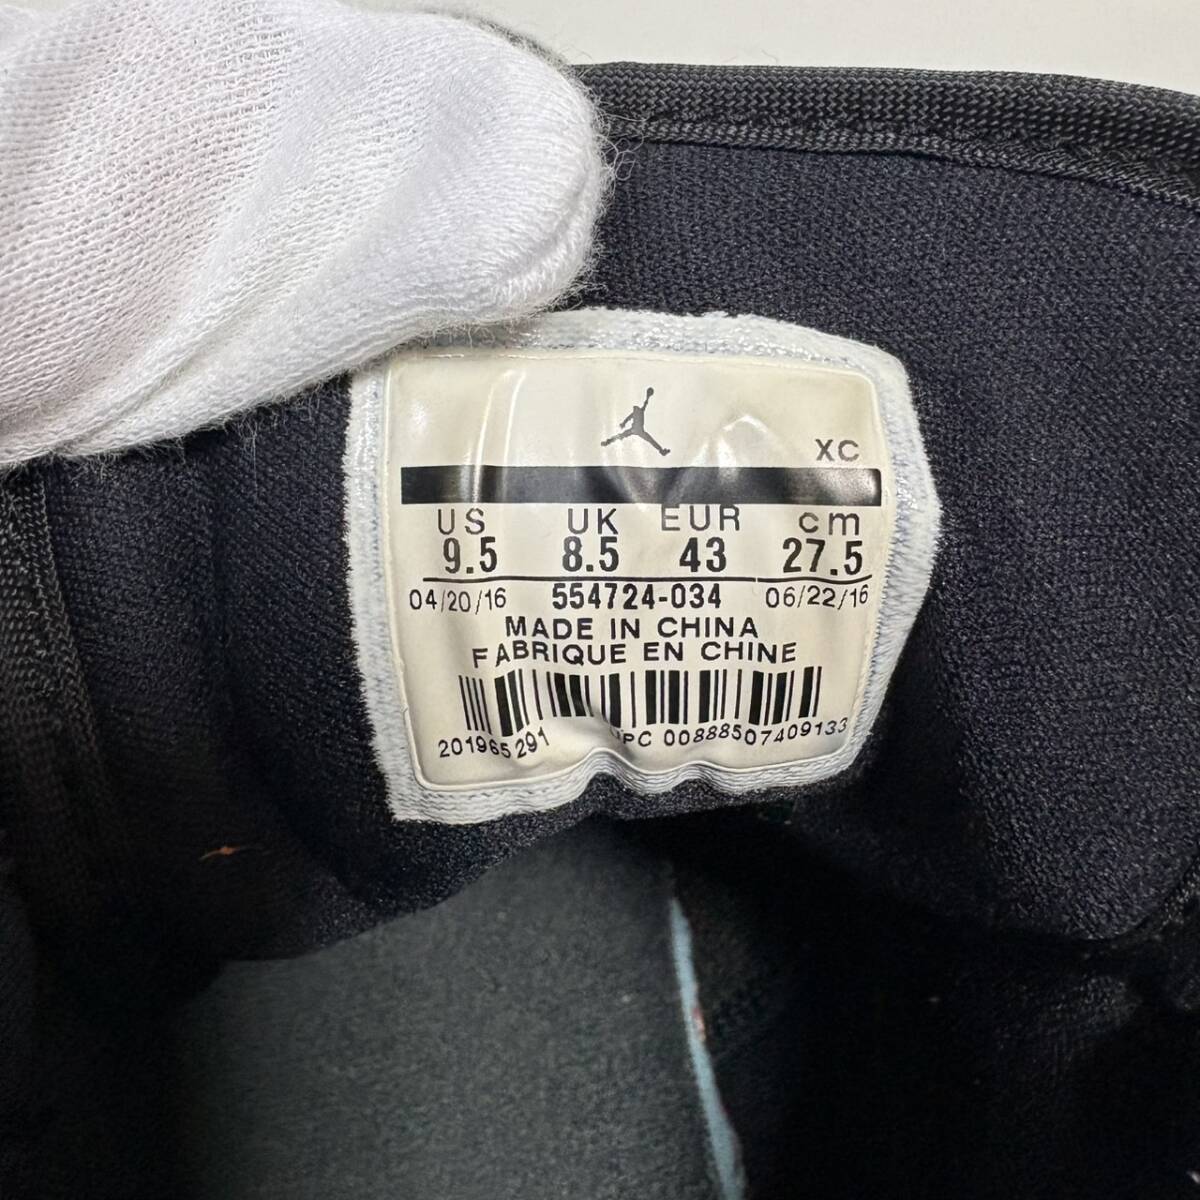 XC
US UK EUR cm
9.5 8.5 43 27.5
04/20/16 554724-034 06/22/16
MADE IN CHINA
FABRIQUE EN CHINE
201965291 UPC 00888507409133